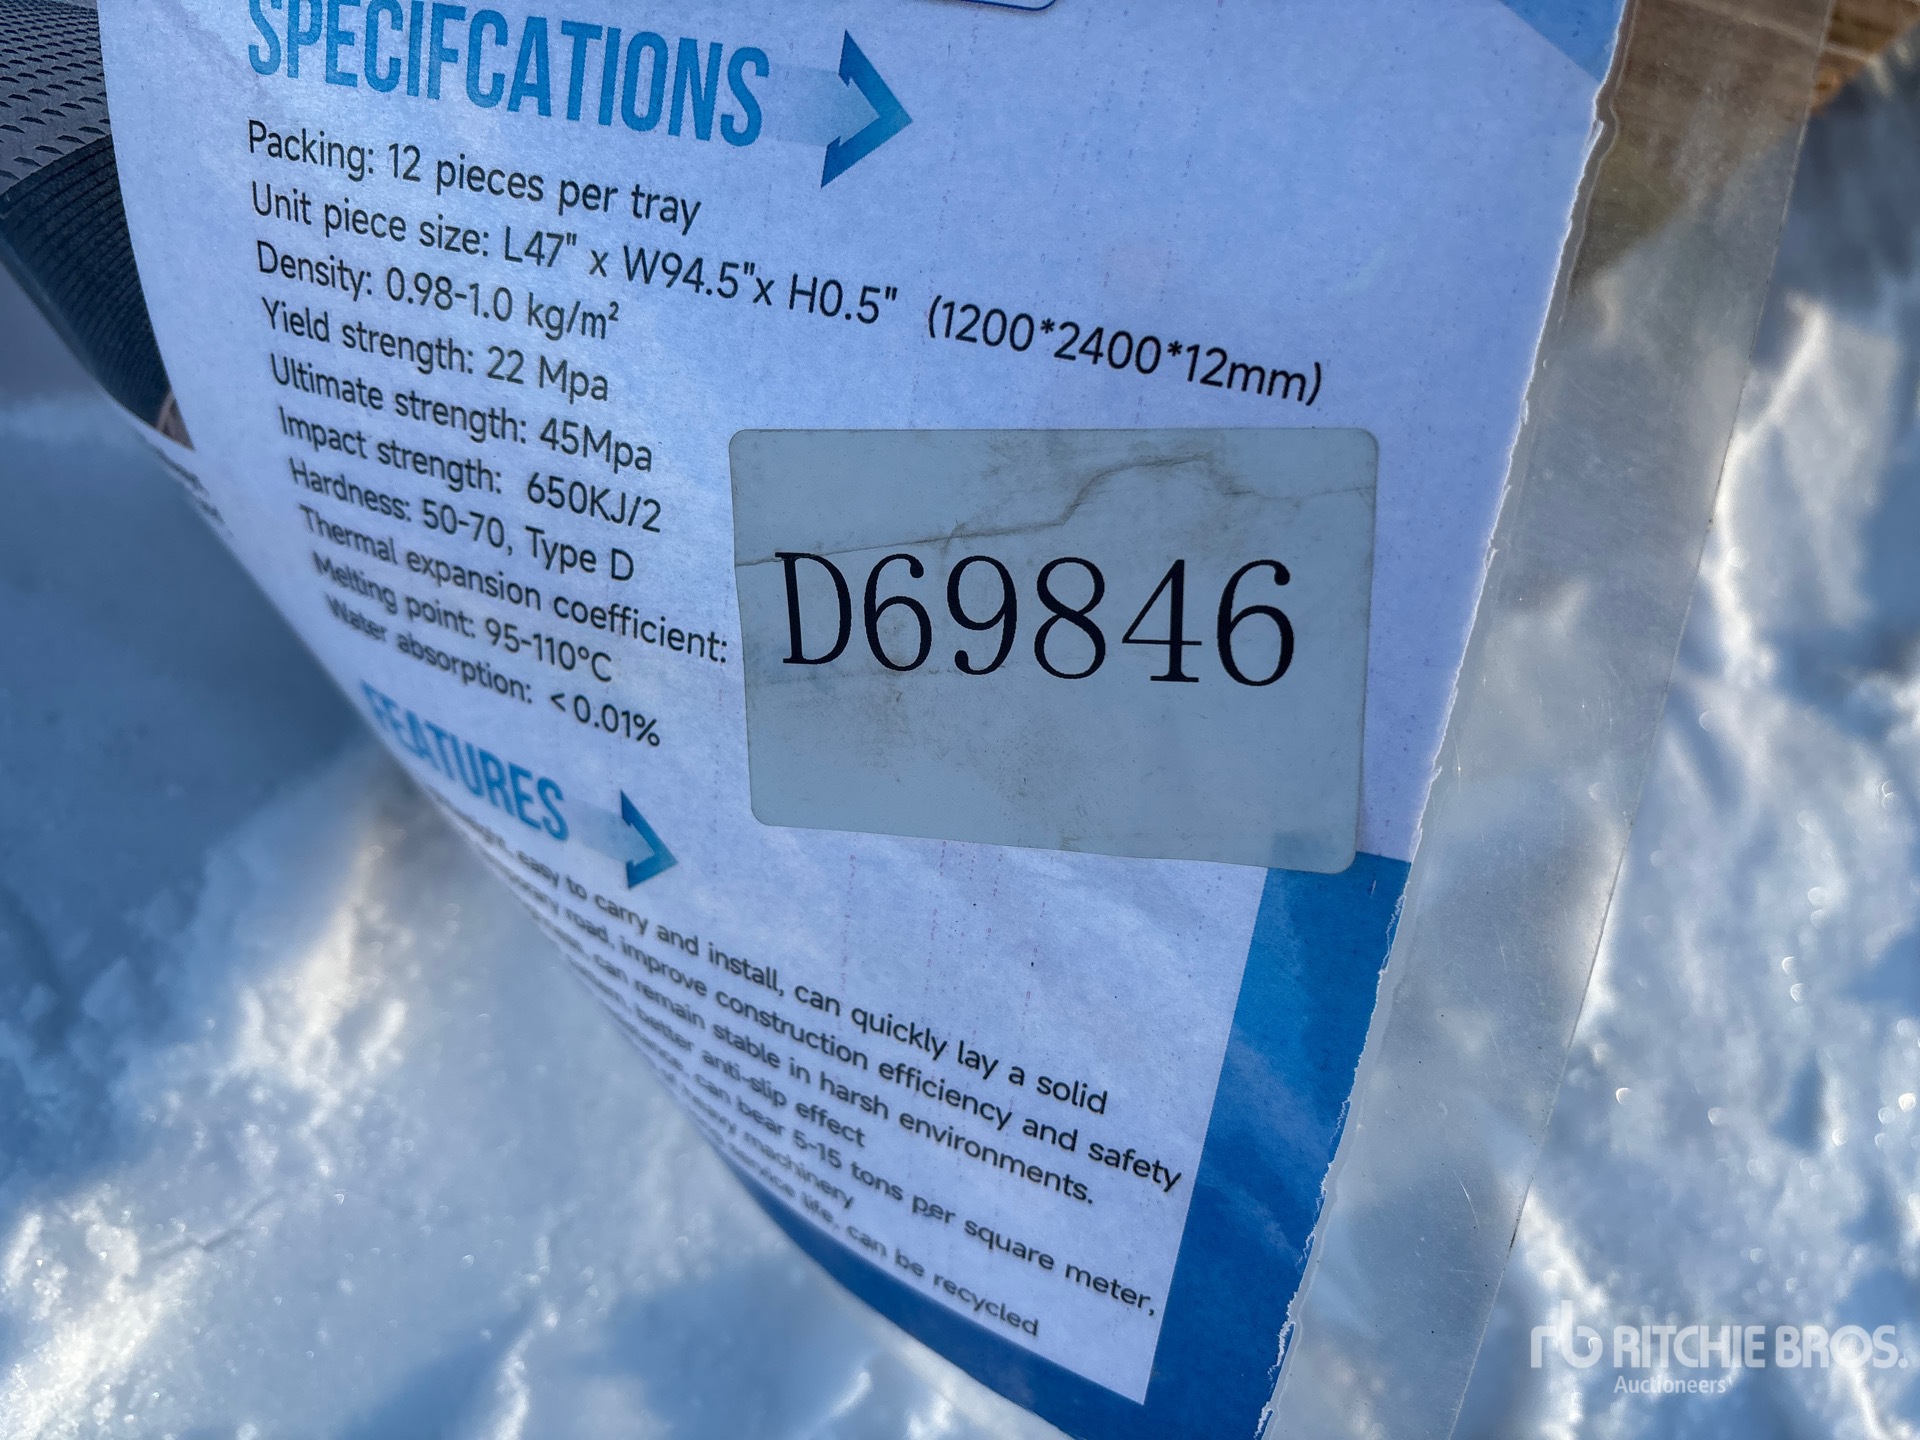 SPECIFCATIONS
Packing: 12 pieces per tray
Unit piece size: L47" x W94.5"x H0.5" (1200*2400*12mm)
Density: 0.98-1.0 kg/m²
Yield strength: 22 Mpa
Ultimate strength: 45Mpa
Impact strength: 650KJ/2
Hardness: 50-70, Type D
Thermal expansion coefficient:
Melting point: 95-110°C
Water absorption: <0.01%
D69846
FEATURES
easy to carry and install, can quickly lay a solid
road, improve construction efficiency and safety
can remain stable in harsh environments.
better anti-slip effect
can bear 5-15 tons per square meter,
heavy machinery
service life, can be recycled
RITCHIE BROS.
Auctioneers